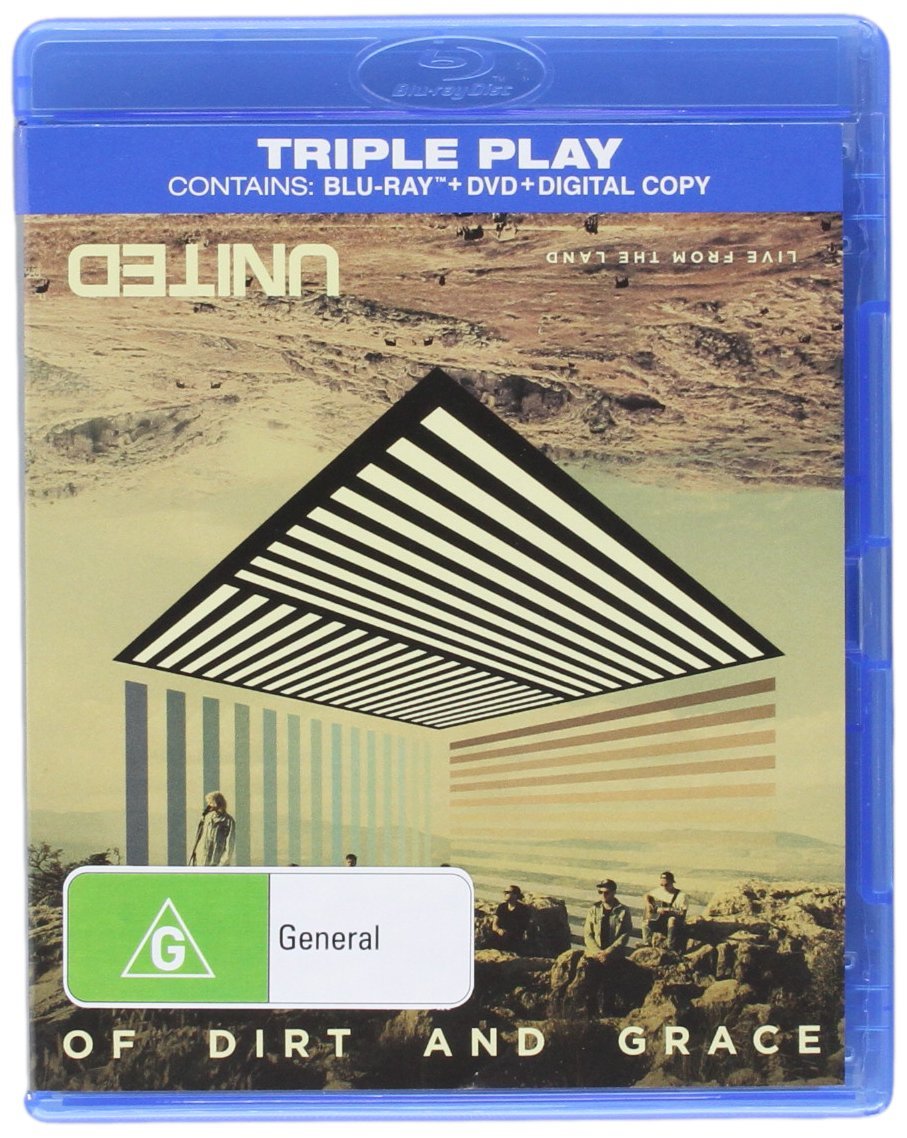 Blu-ray Disc™
TRIPLE PLAY
CONTAINS: BLU-RAY™ + DVD + DIGITAL COPY
UNITED
LIVE FROM THE LAND
G
General
OF DIRT AND GRACE